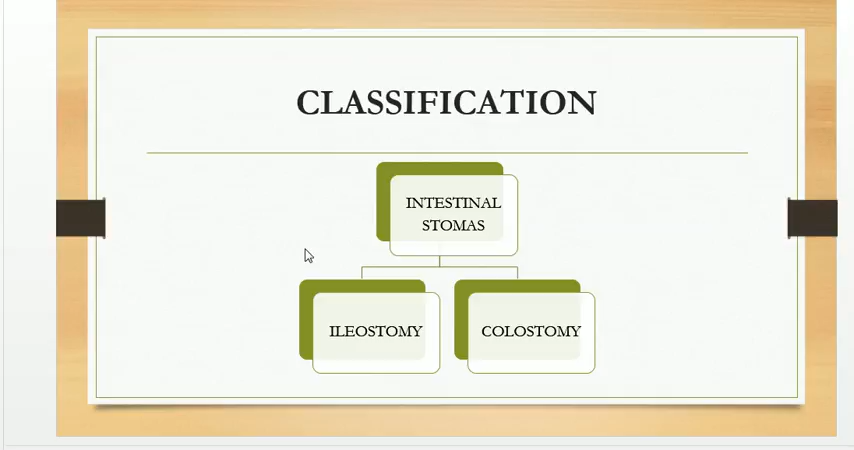 CLASSIFICATION
INTESTINAL
STOMAS
ILEOSTOMY
COLOSTOMY